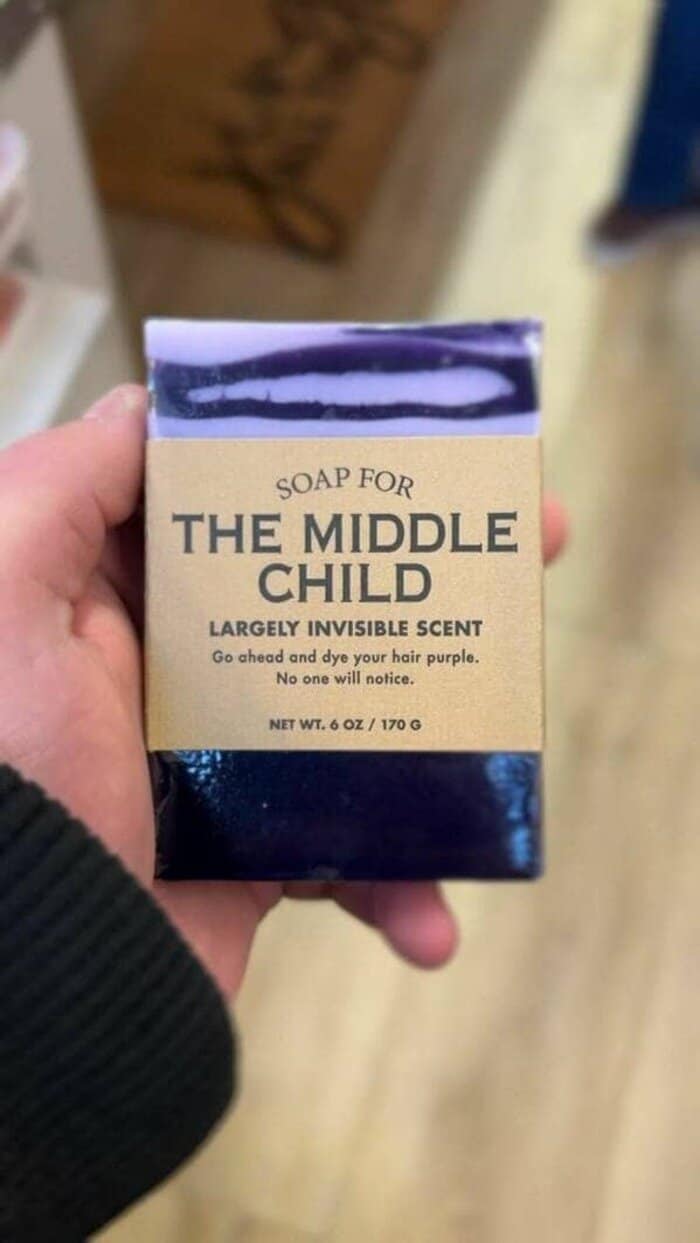 SOAP FOR
THE MIDDLE
CHILD
LARGELY INVISIBLE SCENT
Go ahead and dye your hair purple.
No one will notice.
NET WT. 6 OZ / 170 G